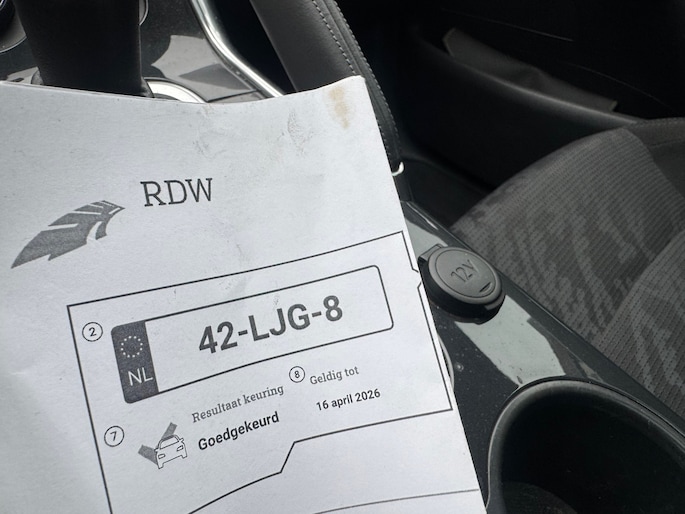 RDW
2
NL
42-LJG-8
7
Resultaat keuring
Goedgekeurd
8
Geldig tot
16 april 2026
12V